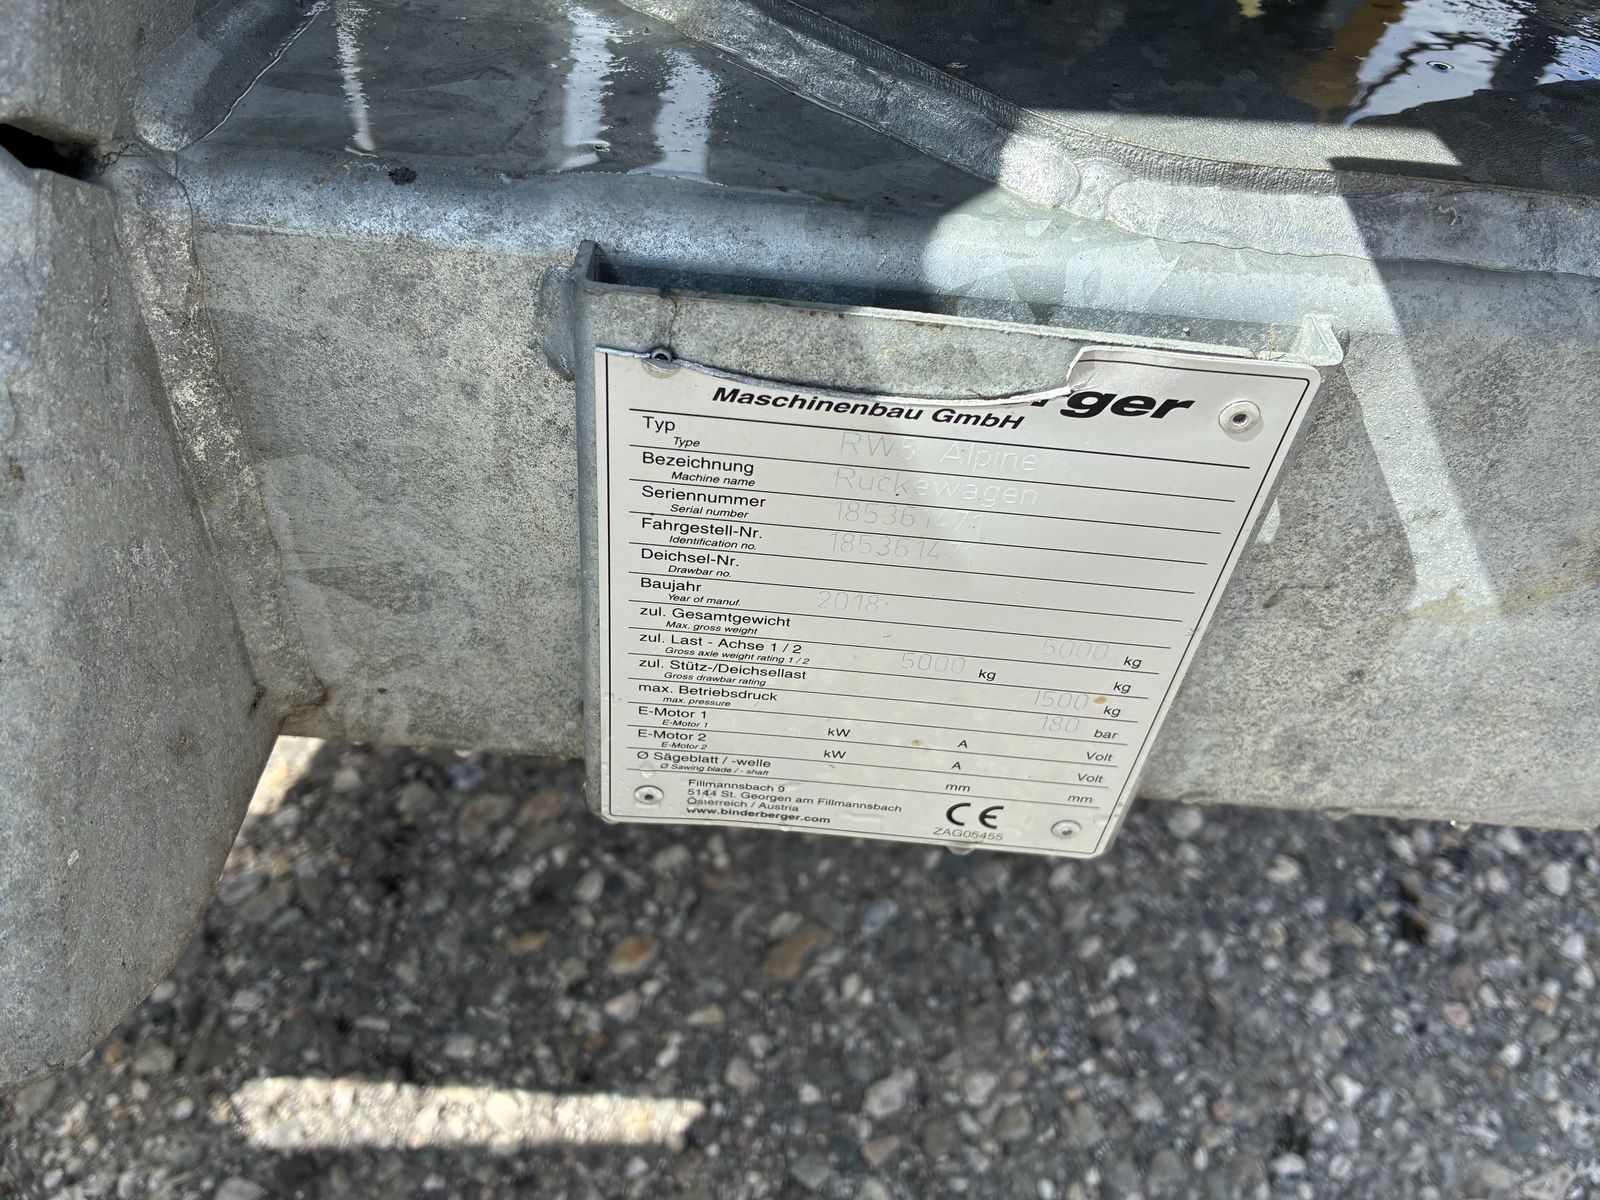 rger
Maschinenbau GmbH
Typ RW5 Alpine
Type
Bezeichnung Rückewagen
Machine name
Seriennummer 185361471
Serial number
Fahrgestell-Nr. 185361471
Identification no.
Deichsel-Nr.
Drawbar no.
Baujahr 2018
Year of manuf.
zul. Gesamtgewicht 5000 kg
Max. gross weight
zul. Last - Achse 1 / 2 5000 kg kg
Gross axle weight rating 1 / 2
zul. Stütz-/Deichsellast 1500 kg
Gross drawbar rating
max. Betriebsdruck 180 bar
max. pressure
E-Motor 1 kW A Volt
E-Motor 1
E-Motor 2 kW A Volt
E-Motor 2
Ø Sägeblatt / -welle mm mm
Ø Sawing blade / - shaft
Fillmannsbach 9
5144 St. Georgen am Fillmannsbach
Österreich / Austria
www.binderberger.com
CE
ZAG05455